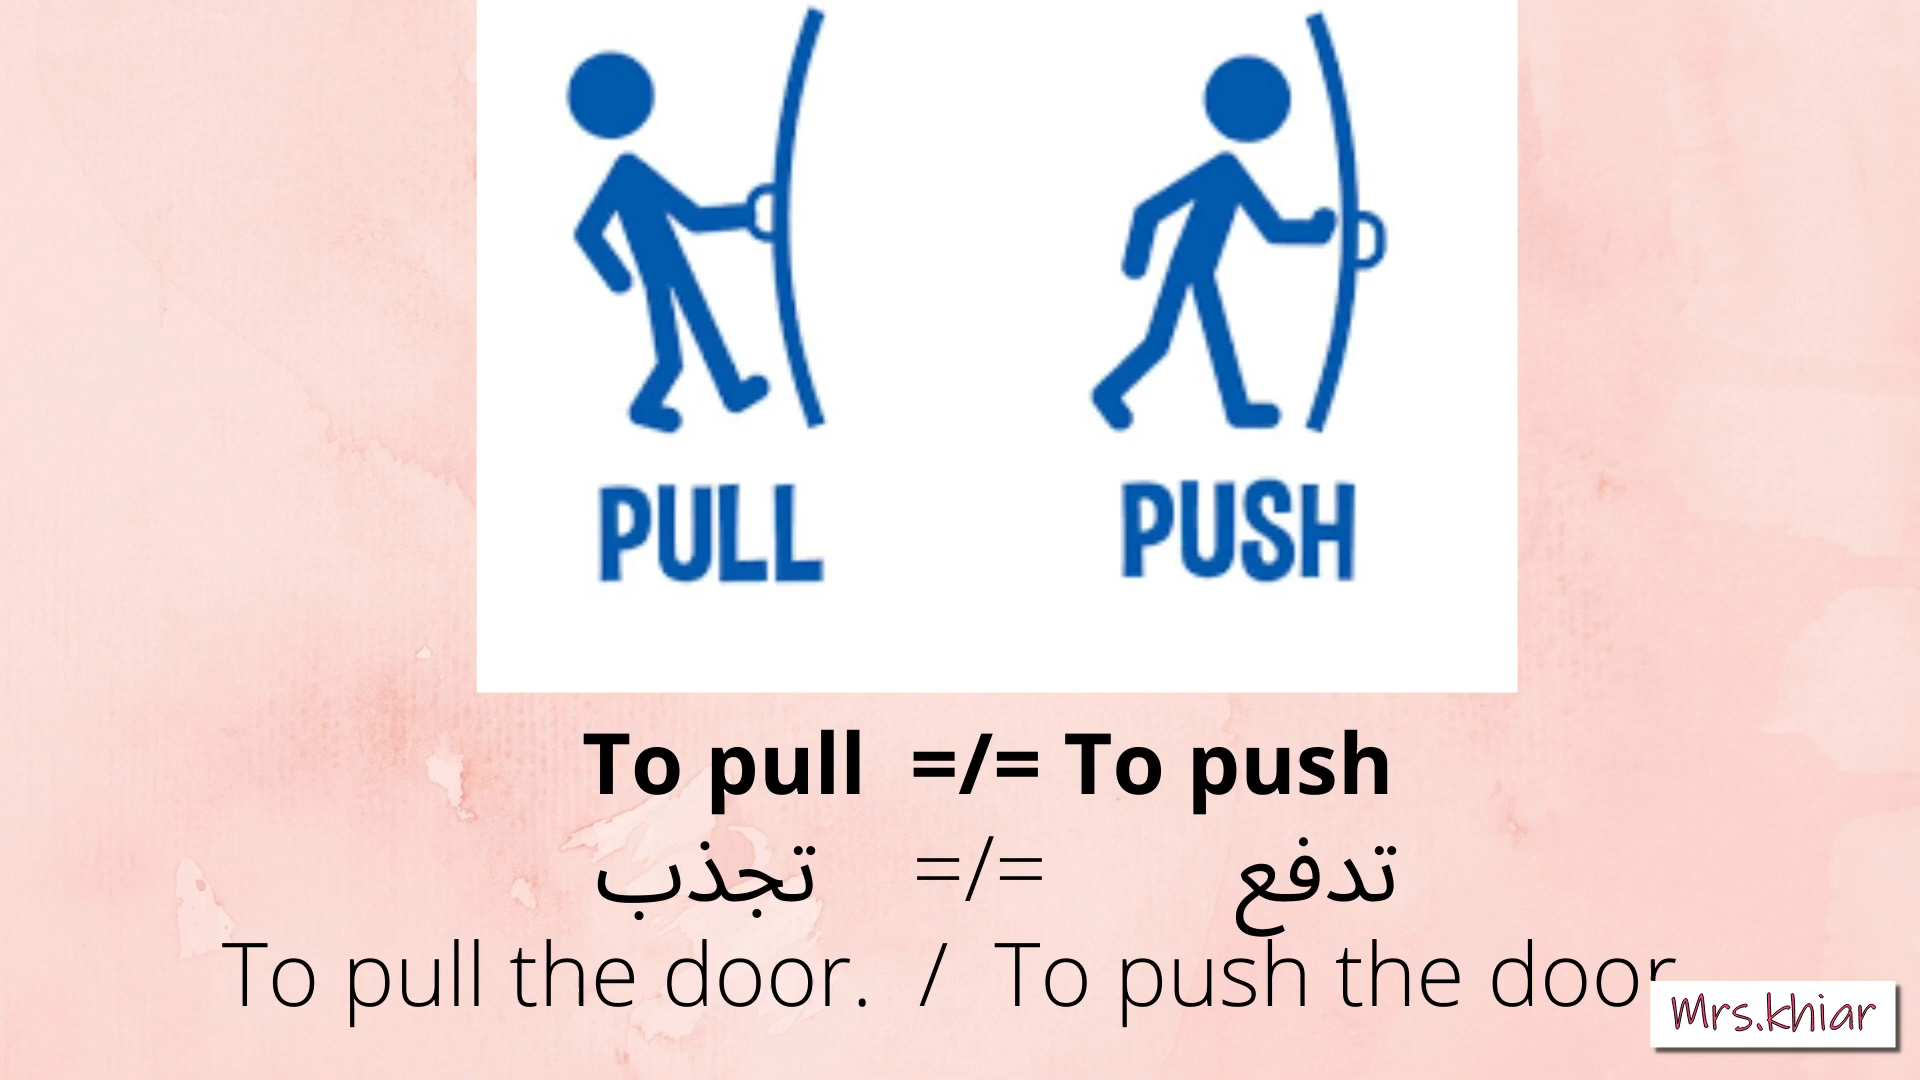 PULL PUSH
To pull =/= To push
تجذب =/= تدفع
To pull the door. / To push the door
Mrs.khiar